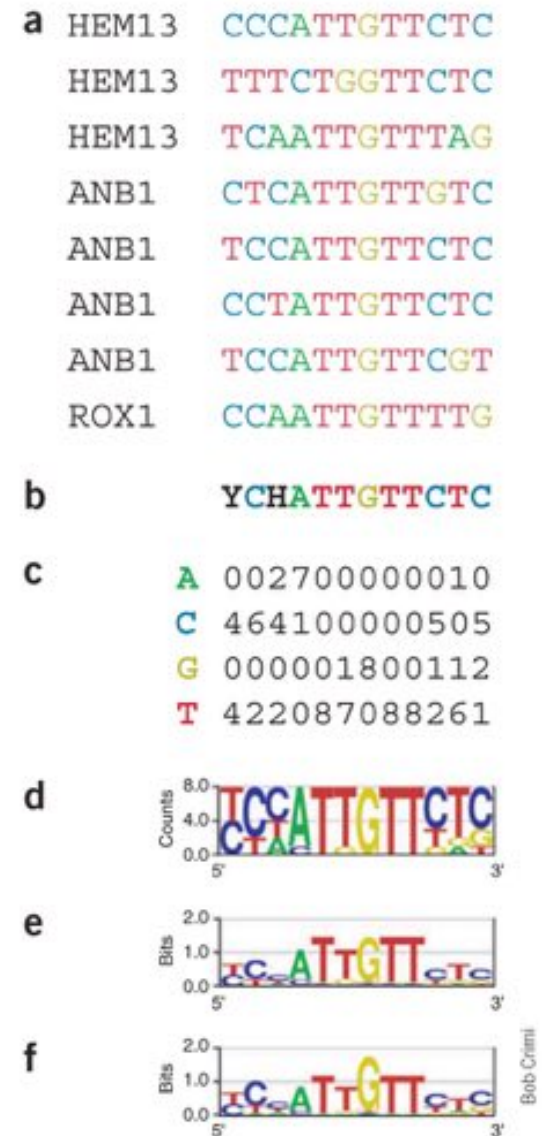 a HEM13 CCCATTGTTCTC
HEM13 TTTCTGGTTCTC
HEM13 TCAATTGTTTAG
ANB1 CTCATTGTTGTC
ANB1 TCCATTGTTCTC
ANB1 CCTATTGTTCTC
ANB1 TCCATTGTTCGT
ROX1 CCAATTGTTTTG
b YCHATTGTTCTC
c A 002700000010
C 464100000505
G 000001800112
T 422087088261
d Counts 8.0 4.0 0.0
5' 3'
e Bits 2.0 1.0 0.0
5' 3'
f Bits 2.0 1.0 0.0
5' 3'
Bob Crimi